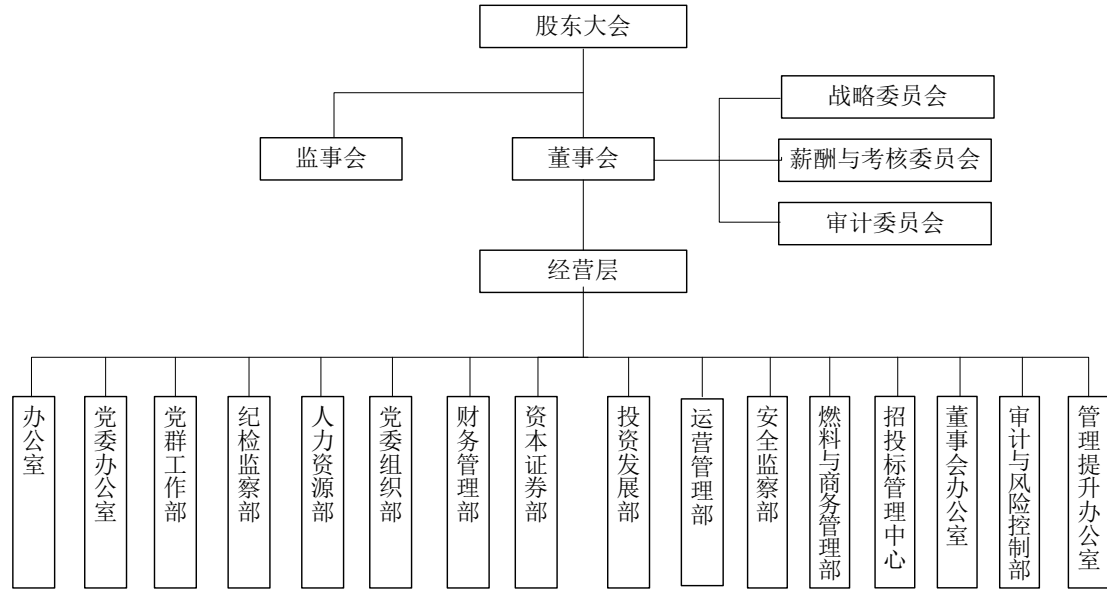 股东大会
战略委员会
监事会
董事会
薪酬与考核委员会
审计委员会
经营层
办公室
党委办公室
党群工作部
纪检监察部
人力资源部
党委组织部
财务管理部
资本证券部
投资发展部
运营管理部
安全监察部
燃料与商务管理部
招投标管理中心
董事会办公室
审计与风险控制部
管理提升办公室